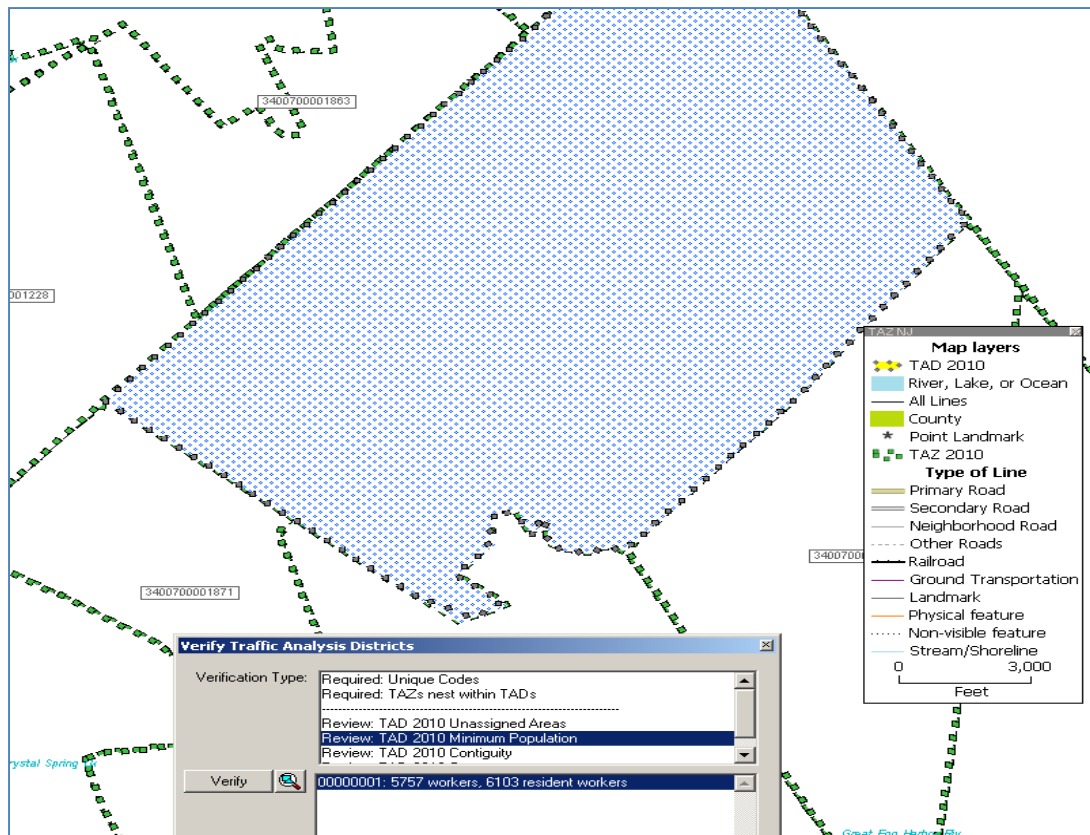 3400700001863
001228
3400700001871
34007000
TAZ NJ
Map layers
TAD 2010
River, Lake, or Ocean
All Lines
County
Point Landmark
TAZ 2010
Type of Line
Primary Road
Secondary Road
Neighborhood Road
Other Roads
Railroad
Ground Transportation
Landmark
Physical feature
Non-visible feature
Stream/Shoreline
0 3,000
Feet
Verify Traffic Analysis Districts
Verification Type:
Required: Unique Codes
Required: TAZs nest within TADs
Review: TAD 2010 Unassigned Areas
Review: TAD 2010 Minimum Population
Review: TAD 2010 Contiguity
Verify
00000001: 5757 workers, 6103 resident workers
rystal Spring
Great Egg Harbor